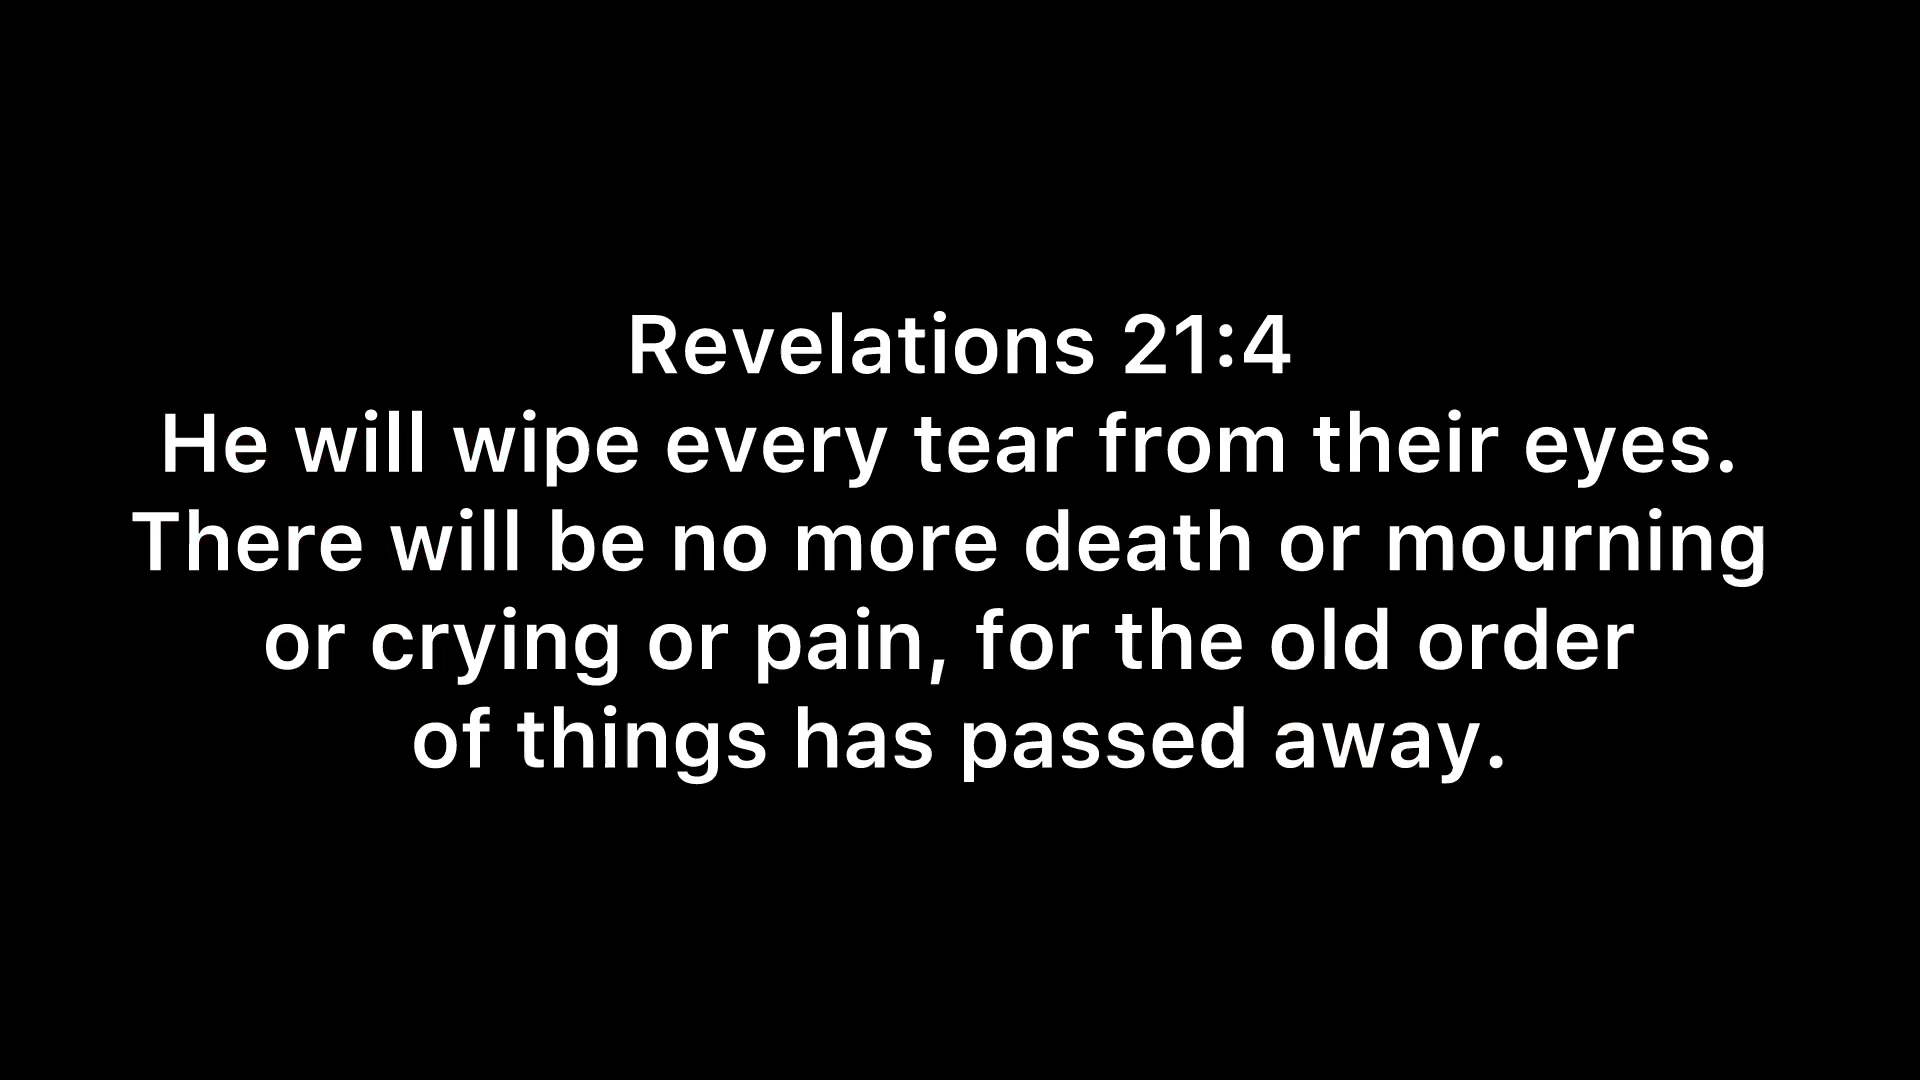 Revelations 21:4
He will wipe every tear from their eyes.
There will be no more death or mourning
or crying or pain, for the old order
of things has passed away.